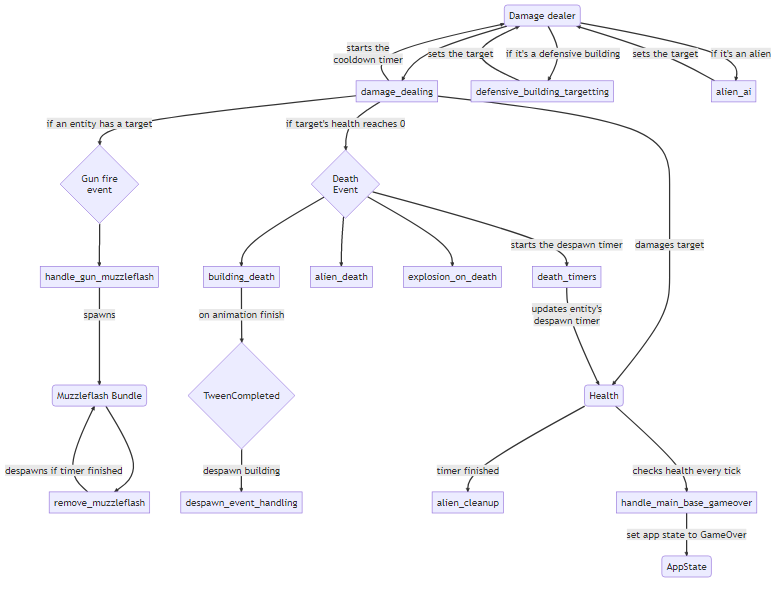 Damage dealer
starts the
cooldown timer
sets the target
if it's a defensive building
sets the target
if it's an alien
damage_dealing
defensive_building_targetting
alien_ai
if an entity has a target
if target's health reaches 0
Gun fire
event
Death
Event
starts the despawn timer
damages target
handle_gun_muzzleflash
building_death
alien_death
explosion_on_death
death_timers
spawns
on animation finish
updates entity's
despawn timer
Muzzleflash Bundle
TweenCompleted
Health
despawns if timer finished
despawn building
timer finished
checks health every tick
remove_muzzleflash
despawn_event_handling
alien_cleanup
handle_main_base_gameover
set app state to GameOver
AppState